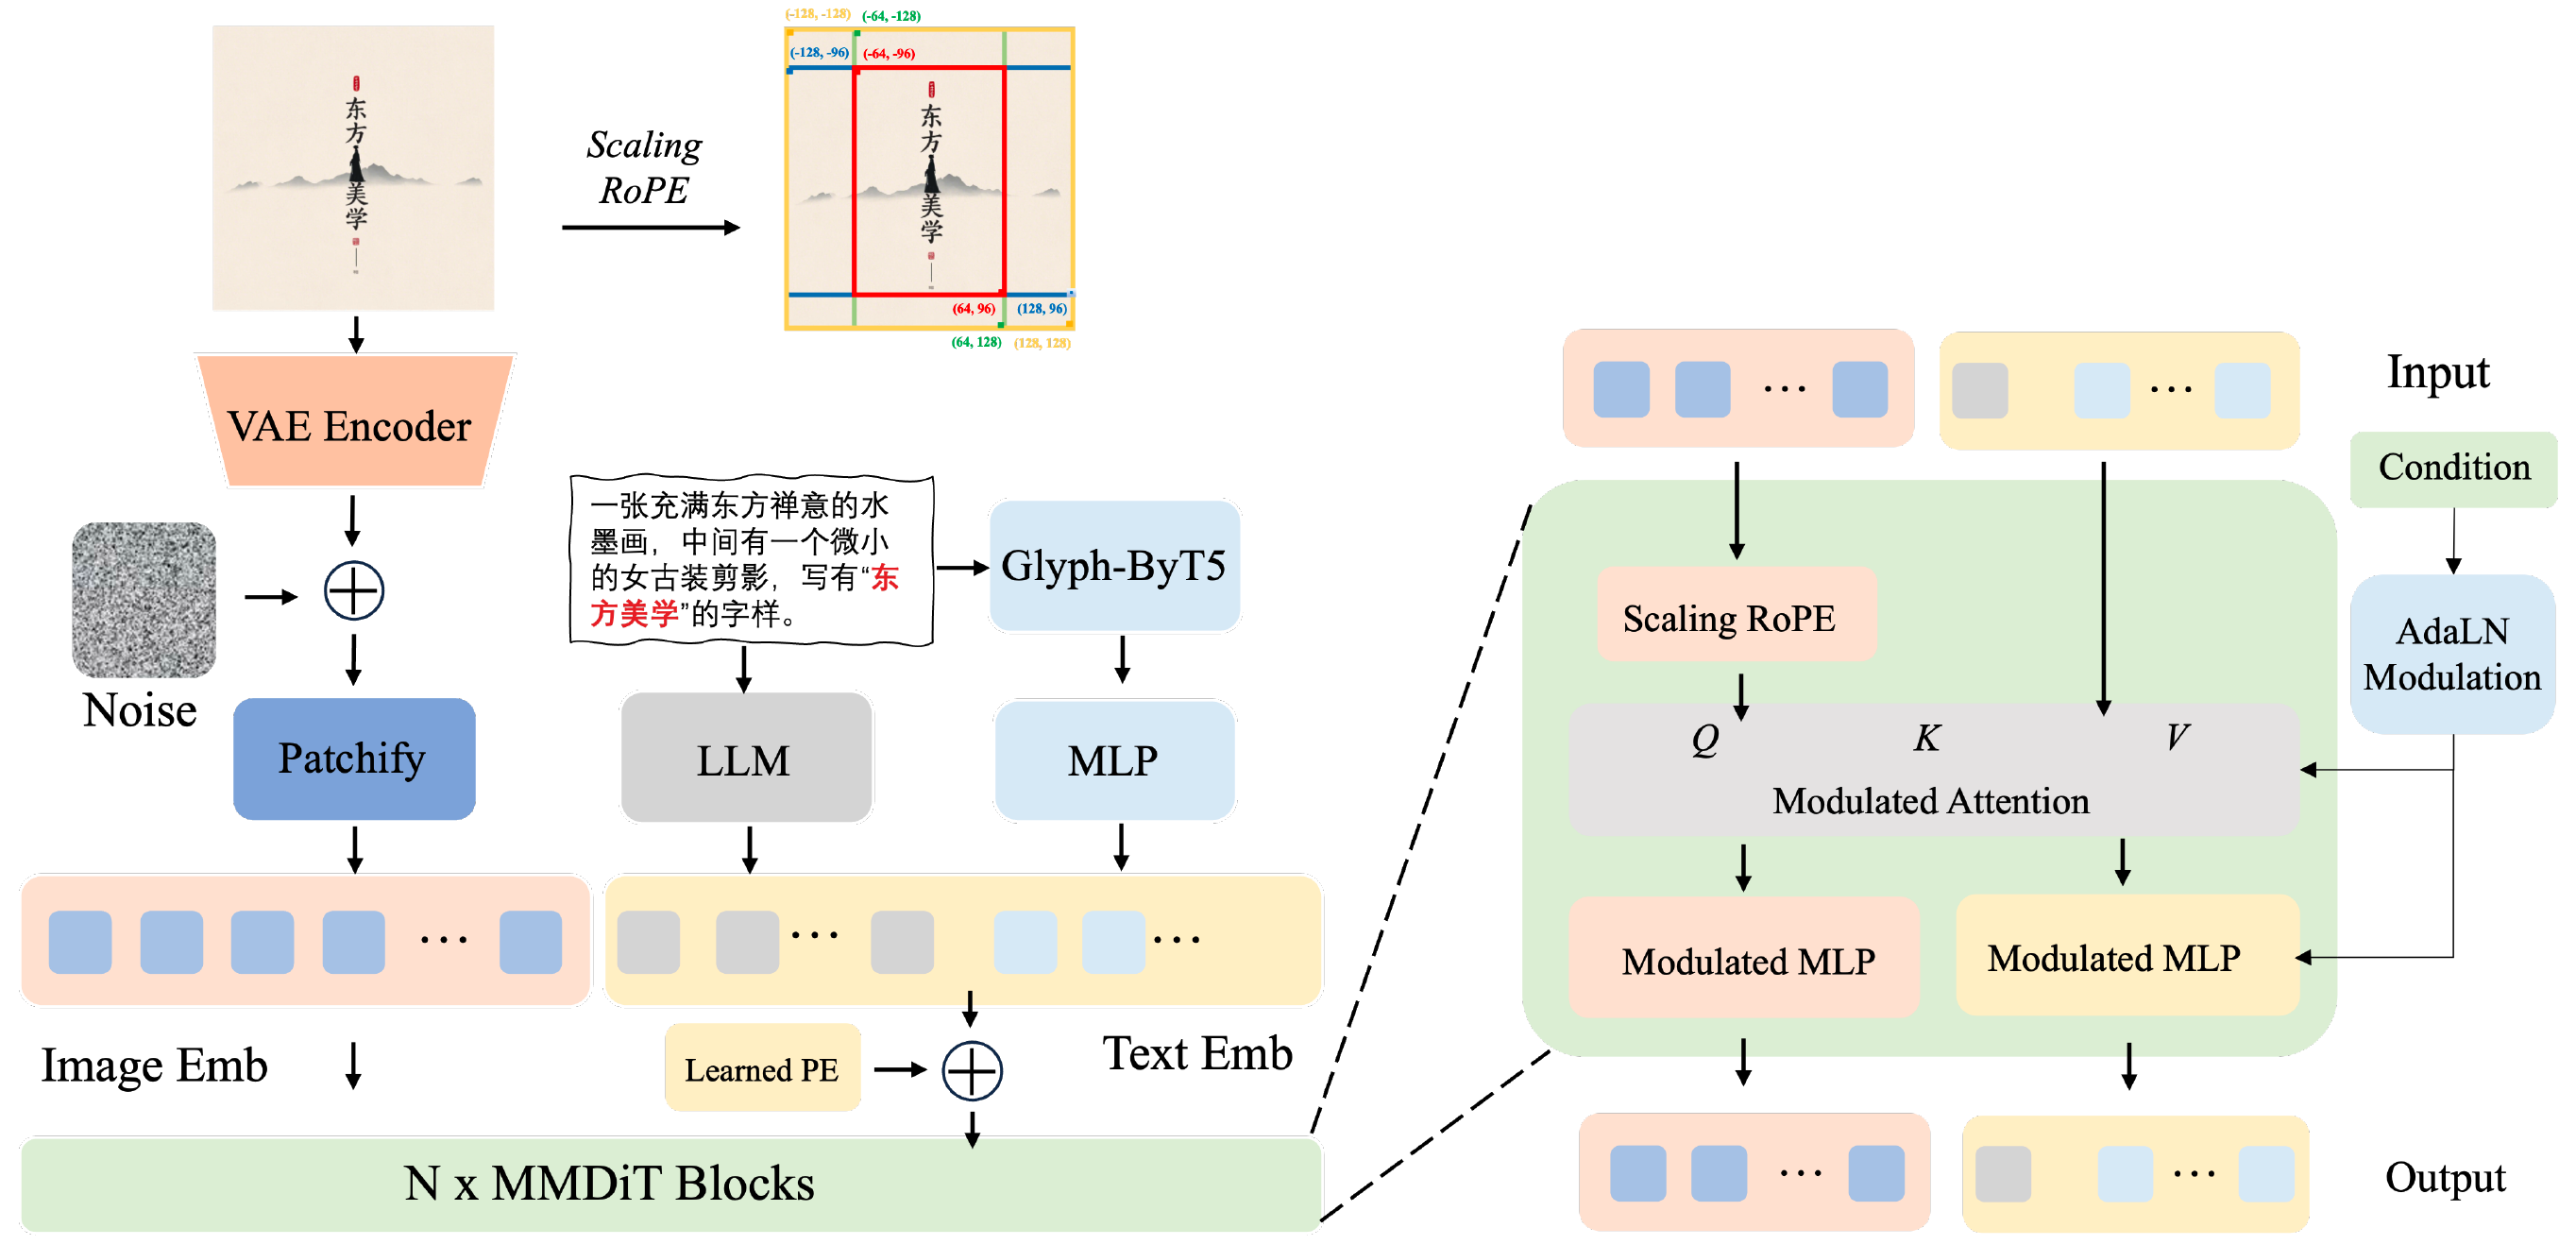 东
方
美
学
Scaling
RoPE
(-128, -128)
(-64, -128)
(-128, -96)
(-64, -96)
东
方
美
学
(64, 96)
(128, 96)
(64, 128)
(128, 128)
VAE Encoder
Noise
Patchify
一张充满东方禅意的水
墨画，中间有一个微小
的女古装剪影，写有“东
方美学”的字样。
Glyph-ByT5
LLM
MLP
Image Emb
Learned PE
Text Emb
N x MMDiT Blocks
Input
Condition
Scaling RoPE
AdaLN
Modulation
Q K V
Modulated Attention
Modulated MLP
Modulated MLP
Output